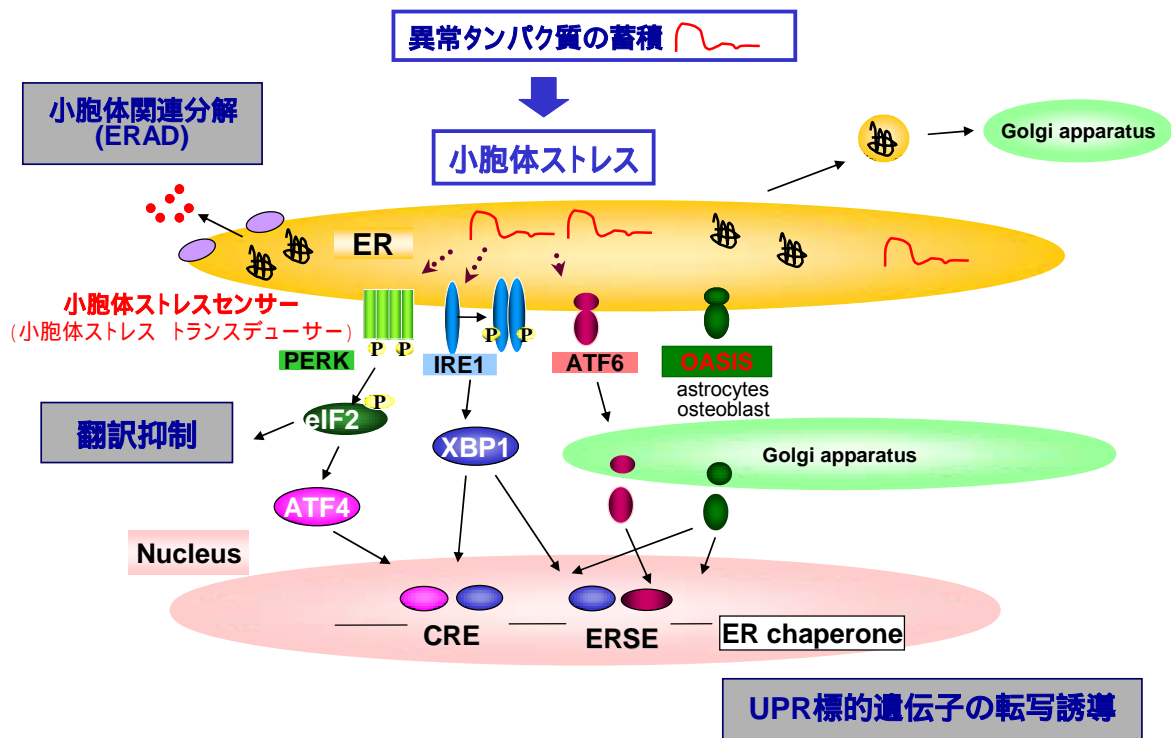 異常タンパク質の蓄積
小胞体関連分解
(ERAD)
小胞体ストレス
Golgi apparatus
ER
小胞体ストレスセンサー
(小胞体ストレス トランスデューサー)
P P
P P
PERK
IRE1
ATF6
OASIS
astrocytes
osteoblast
P
eIF2
翻訳抑制
XBP1
Golgi apparatus
ATF4
Nucleus
CRE
ERSE
ER chaperone
UPR標的遺伝子の転写誘導